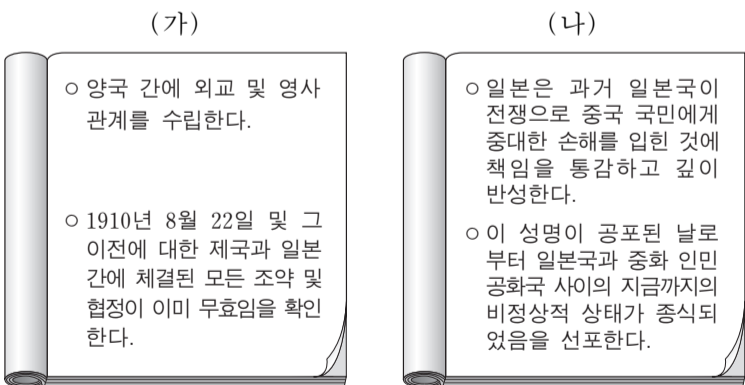 (가)
○ 양국 간에 외교 및 영사
관계를 수립한다.
○ 1910년 8월 22일 및 그
이전에 대한 제국과 일본
간에 체결된 모든 조약 및
협정이 이미 무효임을 확인
한다.
(나)
○ 일본은 과거 일본국이
전쟁으로 중국 국민에게
중대한 손해를 입힌 것에
책임을 통감하고 깊이
반성한다.
○ 이 성명이 공포된 날로
부터 일본국과 중화 인민
공화국 사이의 지금까지의
비정상적 상태가 종식되
었음을 선포한다.